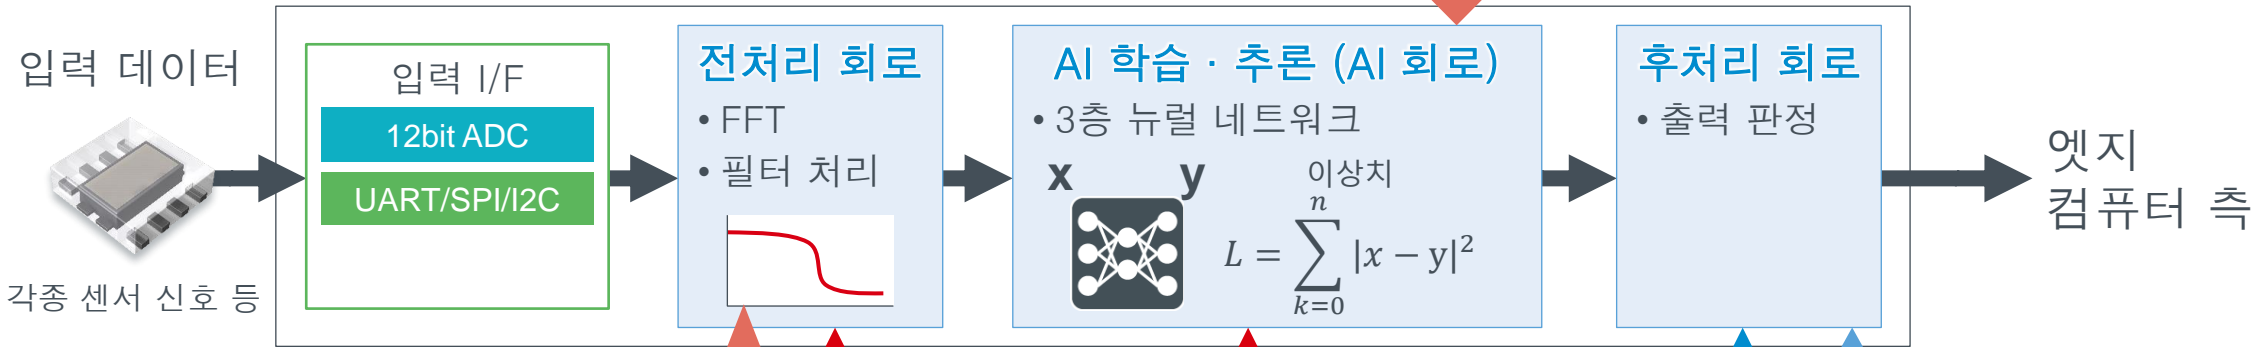 입력 데이터
각종 센서 신호 등
입력 I/F
12bit ADC
UART/SPI/I2C
전처리 회로
• FFT
• 필터 처리
AI 학습 · 추론 (AI 회로)
• 3층 뉴럴 네트워크
x y 이상치
L = \sum_{k=0}^{n} |x − y|²
후처리 회로
• 출력 판정
엣지
컴퓨터 측